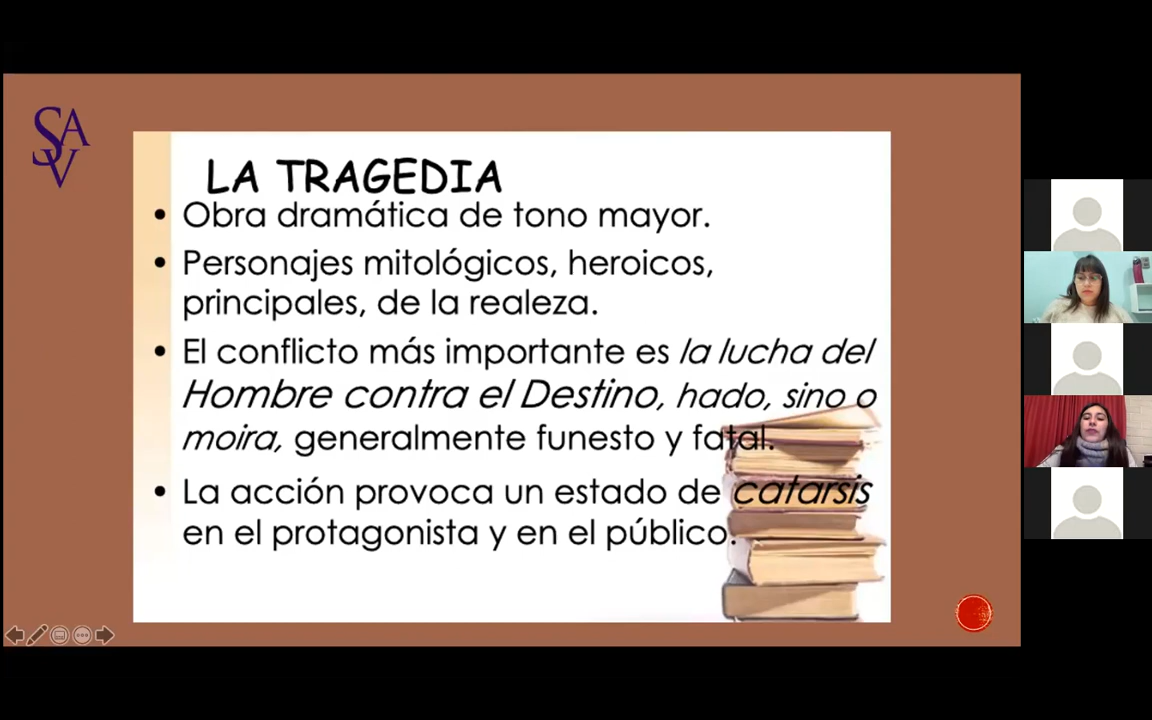 SAV
LA TRAGEDIA
• Obra dramática de tono mayor.
• Personajes mitológicos, heroicos,
principales, de la realeza.
• El conflicto más importante es la lucha del
Hombre contra el Destino, hado, sino o
moira, generalmente funesto y fatal.
• La acción provoca un estado de catarsis
en el protagonista y en el público.